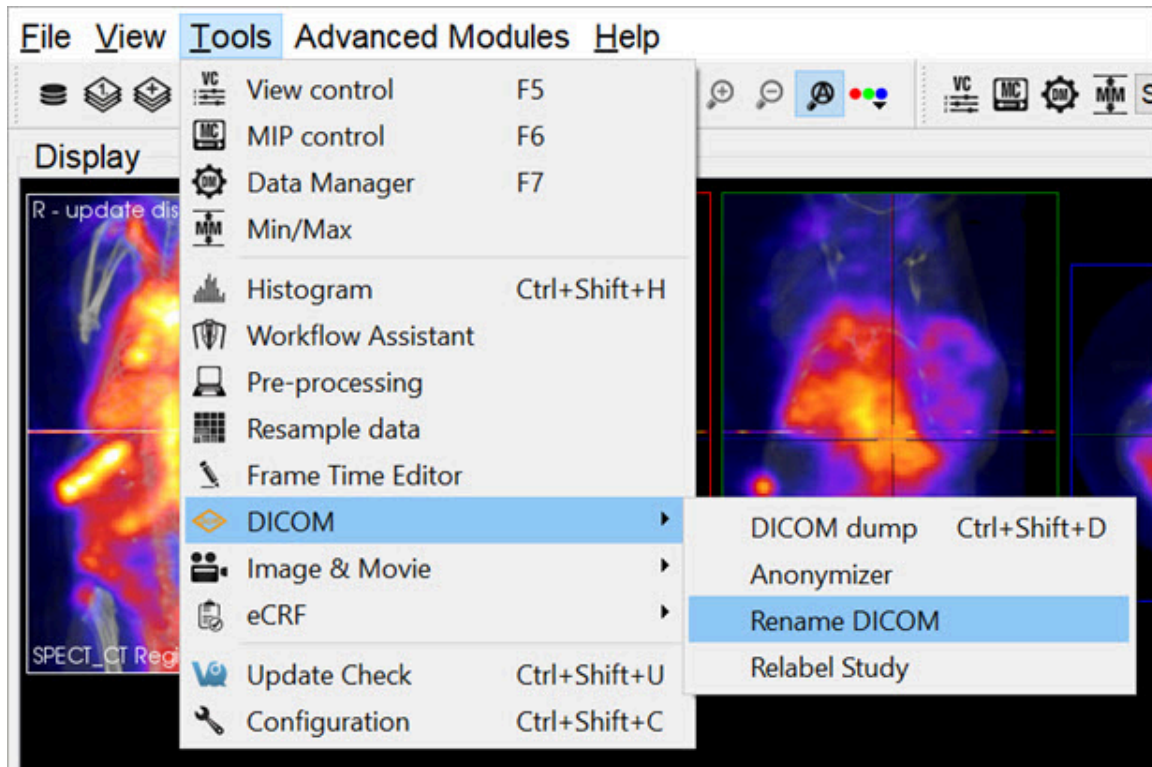 File View Tools Advanced Modules Help
VC View control F5
MC MIP control F6
DM Data Manager F7
MM Min/Max
Histogram Ctrl+Shift+H
Workflow Assistant
Pre-processing
Resample data
Frame Time Editor
DICOM
Image & Movie
eCRF
Update Check Ctrl+Shift+U
Configuration Ctrl+Shift+C
DICOM dump Ctrl+Shift+D
Anonymizer
Rename DICOM
Relabel Study
1 + A VC MC DM MM S
Display
R - update dis
SPECT_CT Regi